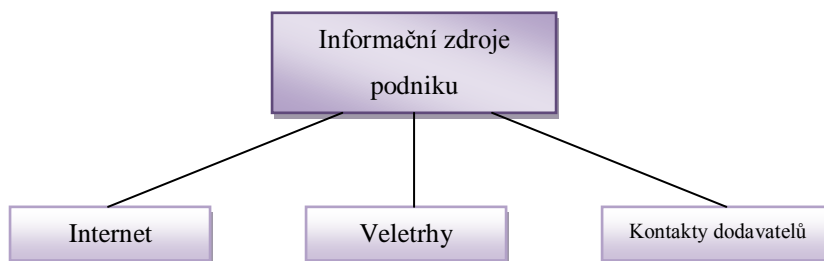 Informační zdroje
podniku
Internet
Veletrhy
Kontakty dodavatelů